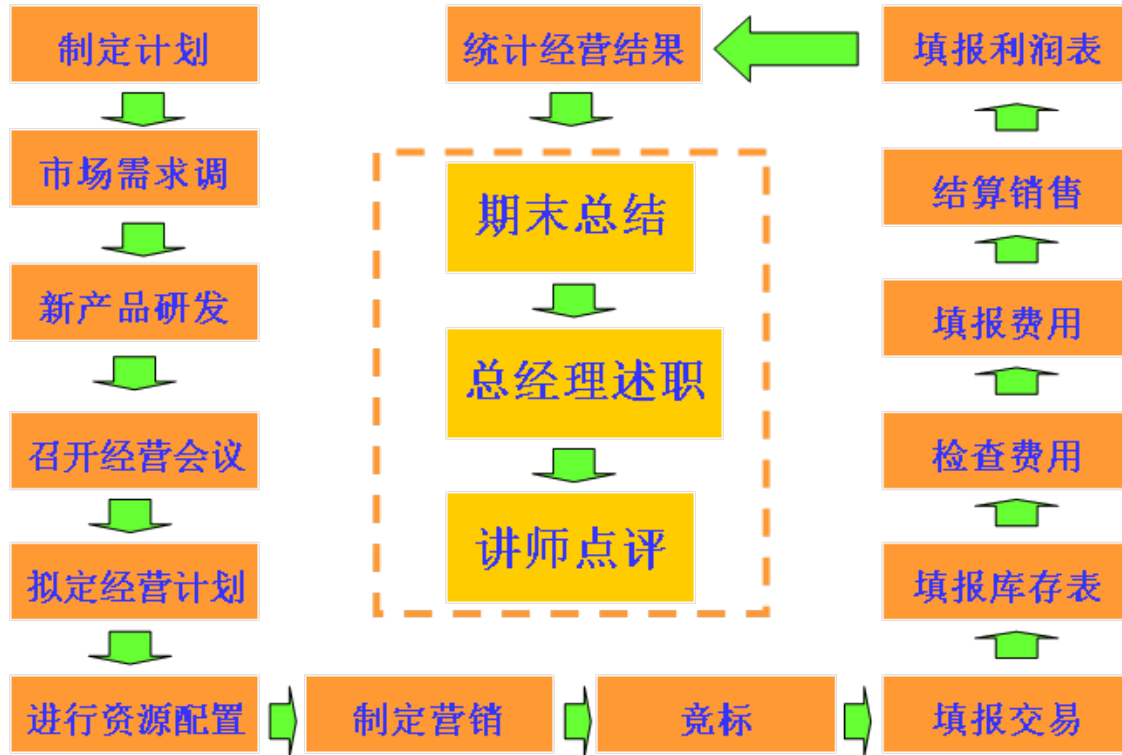 制定计划
市场需求调
新产品研发
召开经营会议
拟定经营计划
进行资源配置
制定营销
竞标
填报交易
填报库存表
检查费用
填报费用
结算销售
填报利润表
统计经营结果
期末总结
总经理述职
讲师点评